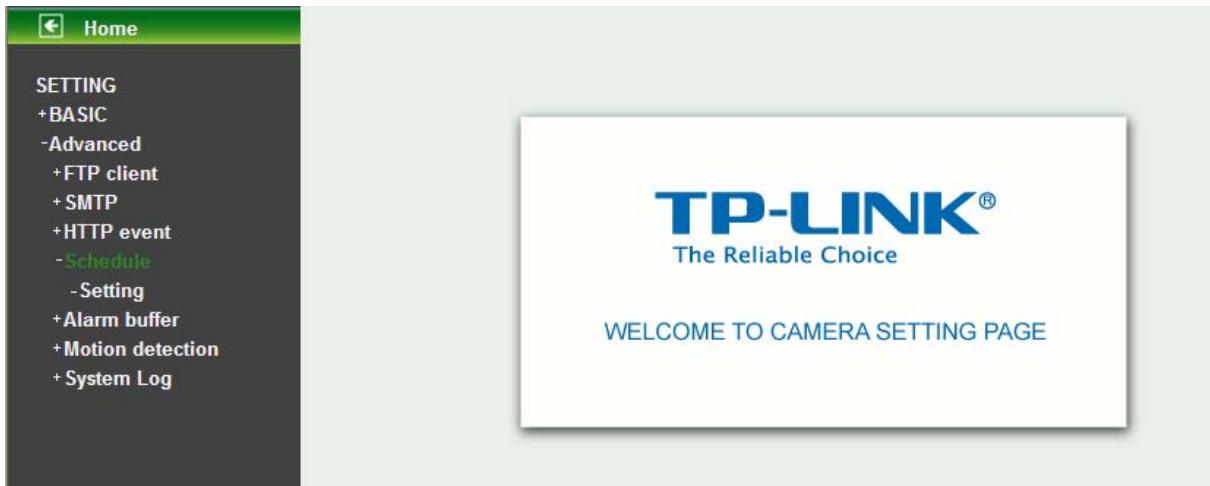 Home
SETTING
+BASIC
-Advanced
+FTP client
+SMTP
+HTTP event
-Schedule
-Setting
+Alarm buffer
+Motion detection
+System Log
TP-LINK®
The Reliable Choice
WELCOME TO CAMERA SETTING PAGE